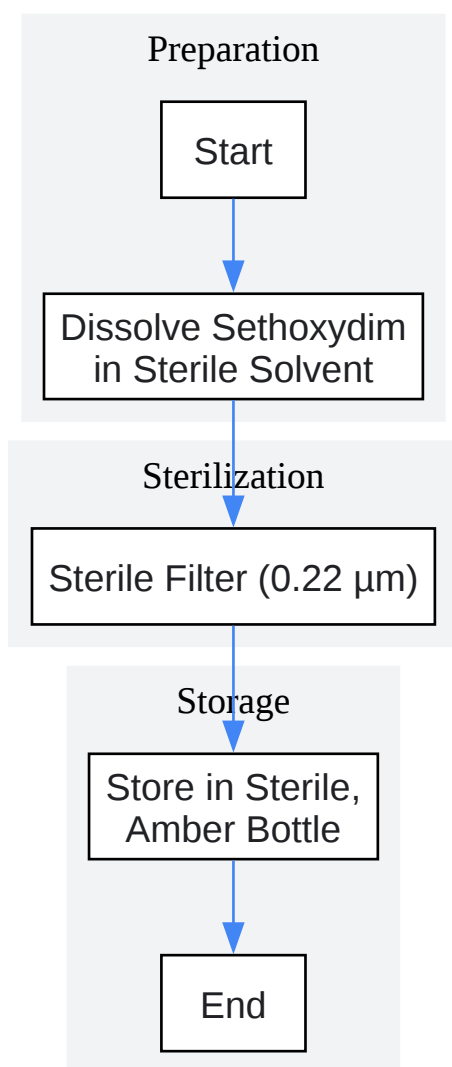 Preparation
Start
Dissolve Sethoxydim
in Sterile Solvent
Sterilization
Sterile Filter (0.22 µm)
Storage
Store in Sterile,
Amber Bottle
End